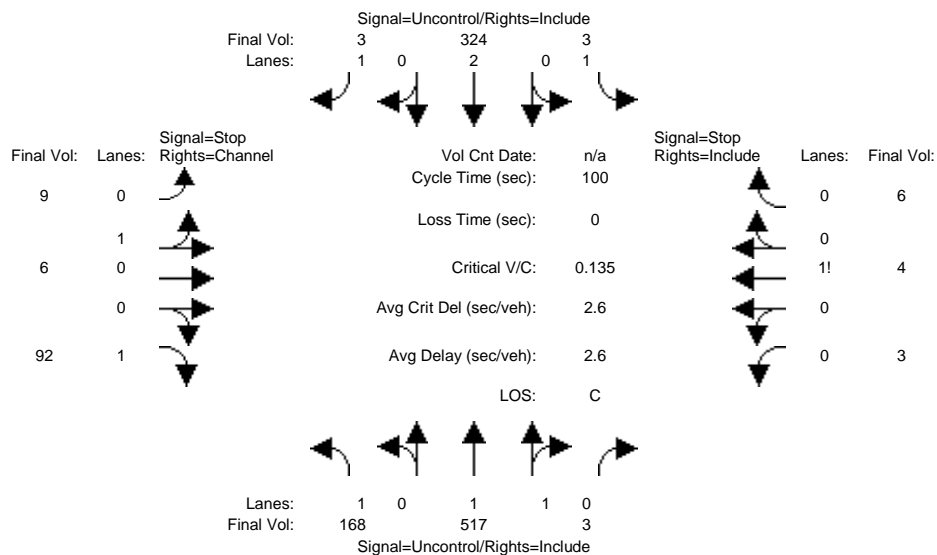 Signal=Uncontrol/Rights=Include
Final Vol: 3 324 3
Lanes: 1 0 2 0 1
Signal=Stop Signal=Stop
Final Vol: Lanes: Rights=Channel Vol Cnt Date: n/a Rights=Include Lanes: Final Vol:
Cycle Time (sec): 100
9 0 0 6
Loss Time (sec): 0
1 0
6 0 Critical V/C: 0.135 1! 4
0 Avg Crit Del (sec/veh): 2.6 0
92 1 Avg Delay (sec/veh): 2.6 0 3
LOS: C
Lanes: 1 0 1 1 0
Final Vol: 168 517 3
Signal=Uncontrol/Rights=Include